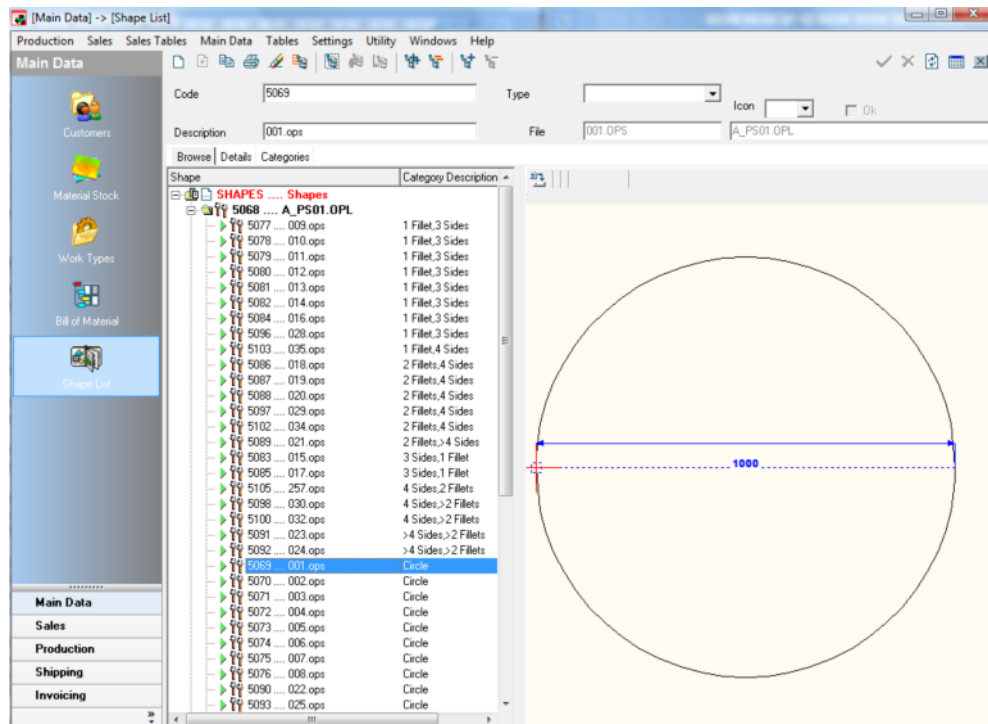 [Main Data] -> [Shape List]
Production Sales Sales Tables Main Data Tables Settings Utility Windows Help
Main Data
Customers
Material Stock
Work Types
Bill of Material
Shape List
Main Data
Sales
Production
Shipping
Invoicing
Code 5069 Type Icon Ok
Description 001.ops File 001.OPS A_PS01.OPL
Browse Details Categories
Shape Category Description
SHAPES .... Shapes
5068 .... A_PS01.OPL
5077 .... 009.ops 1 Fillet,3 Sides
5078 .... 010.ops 1 Fillet,3 Sides
5079 .... 011.ops 1 Fillet,3 Sides
5080 .... 012.ops 1 Fillet,3 Sides
5081 .... 013.ops 1 Fillet,3 Sides
5082 .... 014.ops 1 Fillet,3 Sides
5084 .... 016.ops 1 Fillet,3 Sides
5096 .... 028.ops 1 Fillet,3 Sides
5103 .... 035.ops 1 Fillet,4 Sides
5086 .... 018.ops 2 Fillets,4 Sides
5087 .... 019.ops 2 Fillets,4 Sides
5088 .... 020.ops 2 Fillets,4 Sides
5097 .... 029.ops 2 Fillets,4 Sides
5102 .... 034.ops 2 Fillets,4 Sides
5089 .... 021.ops 2 Fillets,>4 Sides
5083 .... 015.ops 3 Sides,1 Fillet
5085 .... 017.ops 3 Sides,1 Fillet
5105 .... 257.ops 4 Sides,2 Fillets
5098 .... 030.ops 4 Sides,>2 Fillets
5100 .... 032.ops 4 Sides,>2 Fillets
5091 .... 023.ops >4 Sides,>2 Fillets
5092 .... 024.ops >4 Sides,>2 Fillets
5069 .... 001.ops Circle
5070 .... 002.ops Circle
5071 .... 003.ops Circle
5072 .... 004.ops Circle
5073 .... 005.ops Circle
5074 .... 006.ops Circle
5075 .... 007.ops Circle
5076 .... 008.ops Circle
5090 .... 022.ops Circle
5093 .... 025.ops Circle
1000